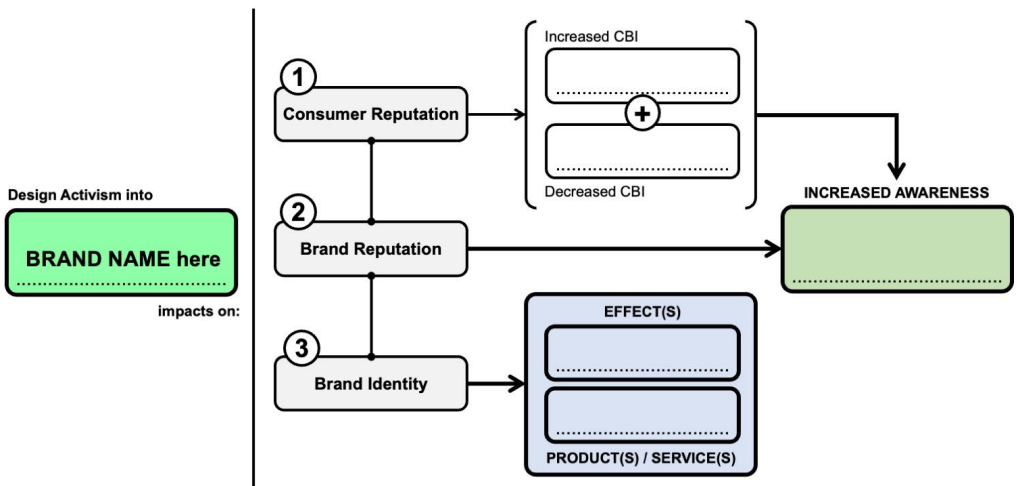 Design Activism into
BRAND NAME here
impacts on:
1
Consumer Reputation
Increased CBI
+
Decreased CBI
2
Brand Reputation
INCREASED AWARENESS
3
Brand Identity
EFFECT(S)
PRODUCT(S) / SERVICE(S)